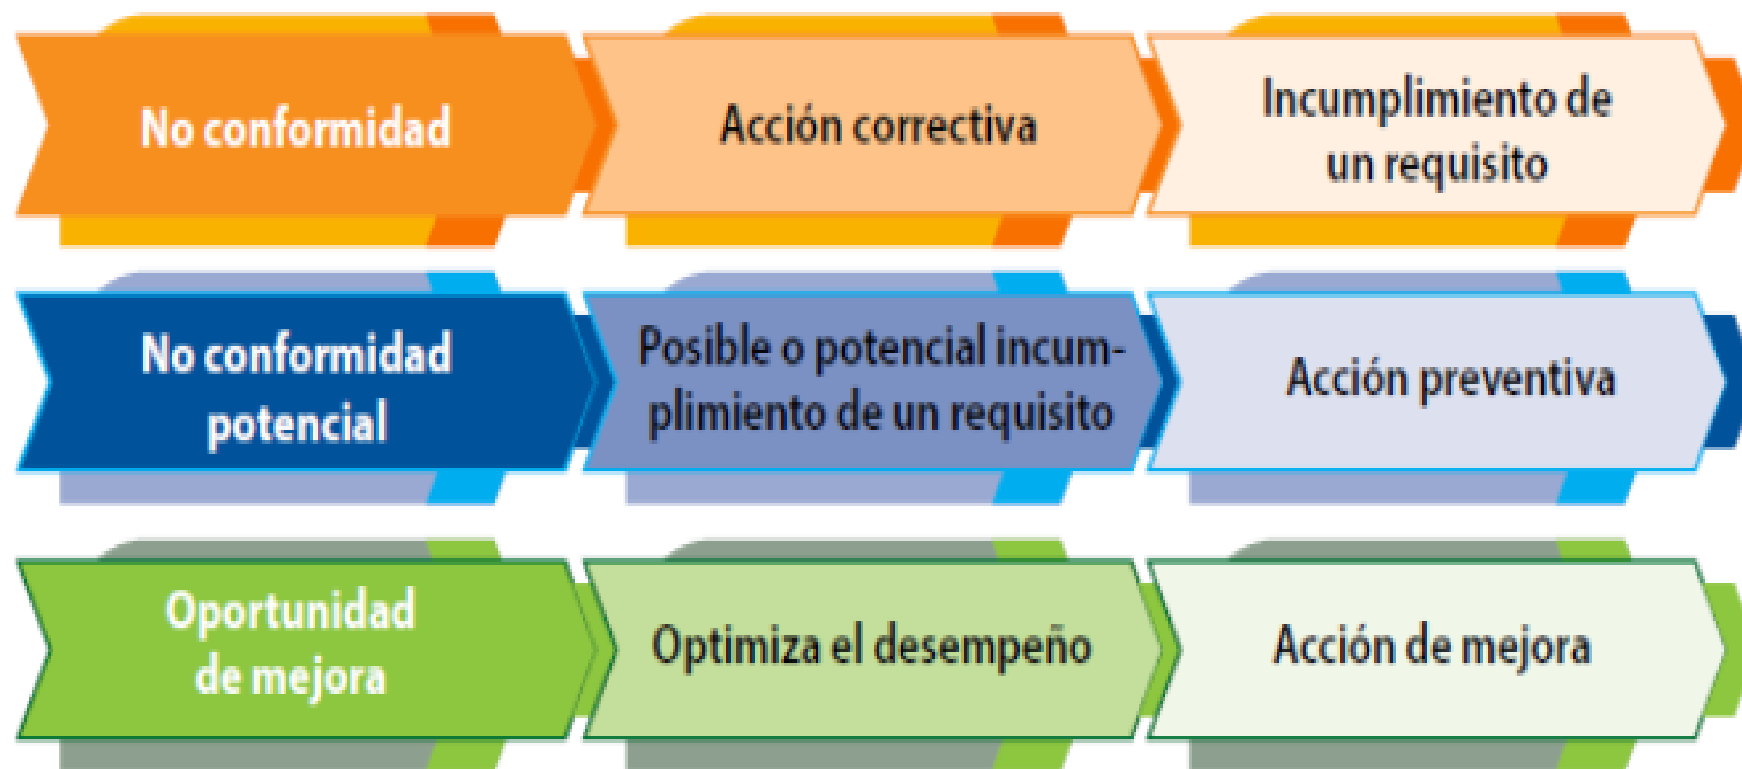 No conformidad
Acción correctiva
Incumplimiento de
un requisito
No conformidad
potencial
Posible o potencial incum-
plimiento de un requisito
Acción preventiva
Oportunidad
de mejora
Optimiza el desempeño
Acción de mejora